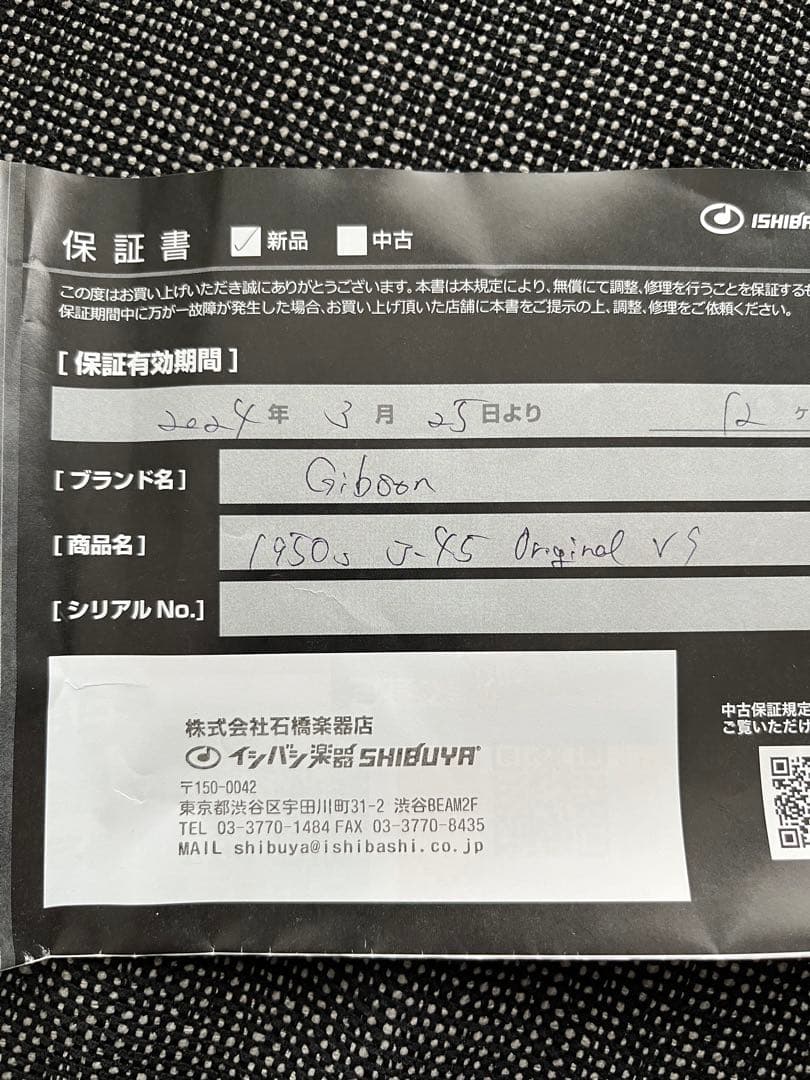 保証書 新品 中古
ISHIBA
この度はお買い上げいただき誠にありがとうございます。本書は本規定により、無償にて調整、修理を行うことを保証するも
保証期間中に万が一故障が発生した場合、お買い上げ頂いた店舗に本書をご提示の上、調整、修理をご依頼ください。
[ 保証有効期間 ]
2024年 3月 25日より 12ヶ
[ ブランド名 ] Gibson
[ 商品名 ] 1950s J-45 Original VS
[ シリアル No.]
株式会社石橋楽器店
イシバシ楽器 SHIBUYA
〒150-0042
東京都渋谷区宇田川町31-2 渋谷BEAM2F
TEL 03-3770-1484 FAX 03-3770-8435
MAIL shibuya@ishibashi.co.jp
中古保証規定
ご覧いただけ